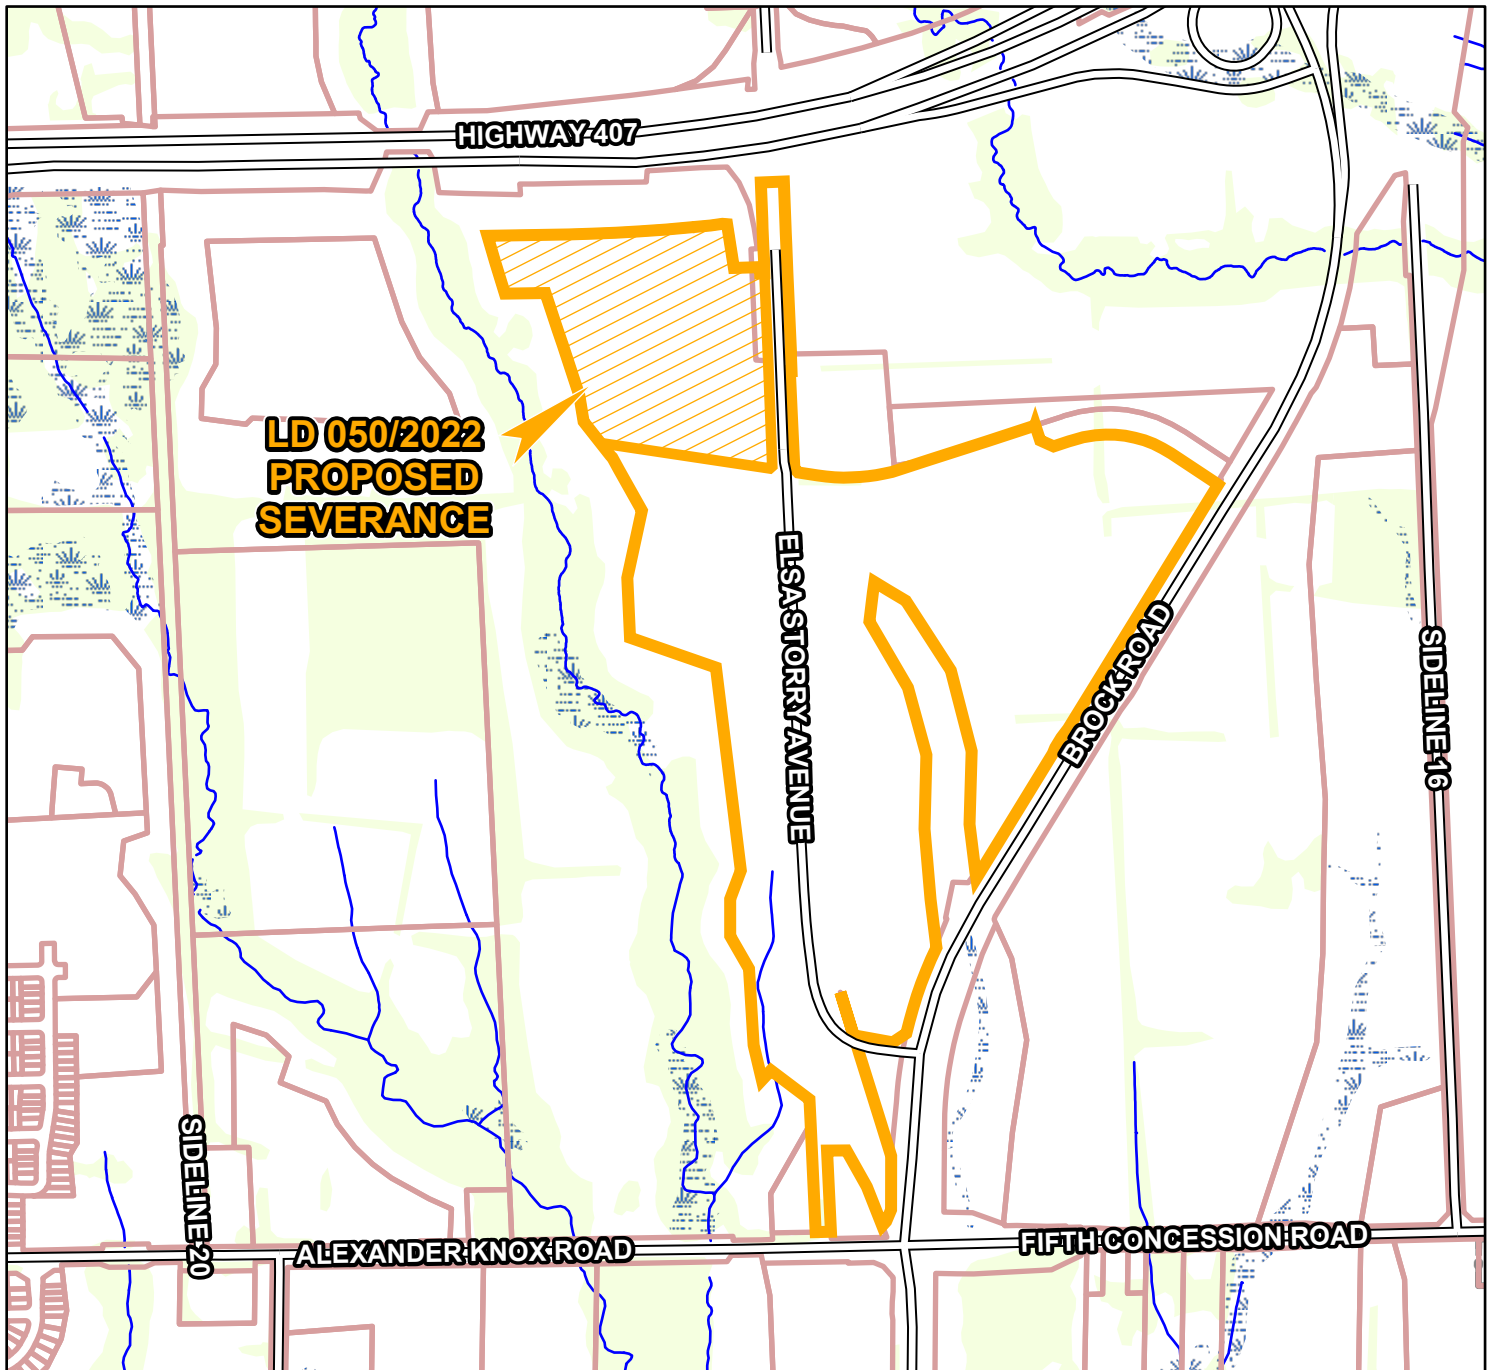 HIGHWAY 407
LD 050/2022
PROPOSED
SEVERANCE
ELSA STORRY AVENUE
BROCK ROAD
SIDELINE 16
SIDELINE 20
ALEXANDER KNOX ROAD
FIFTH CONCESSION ROAD